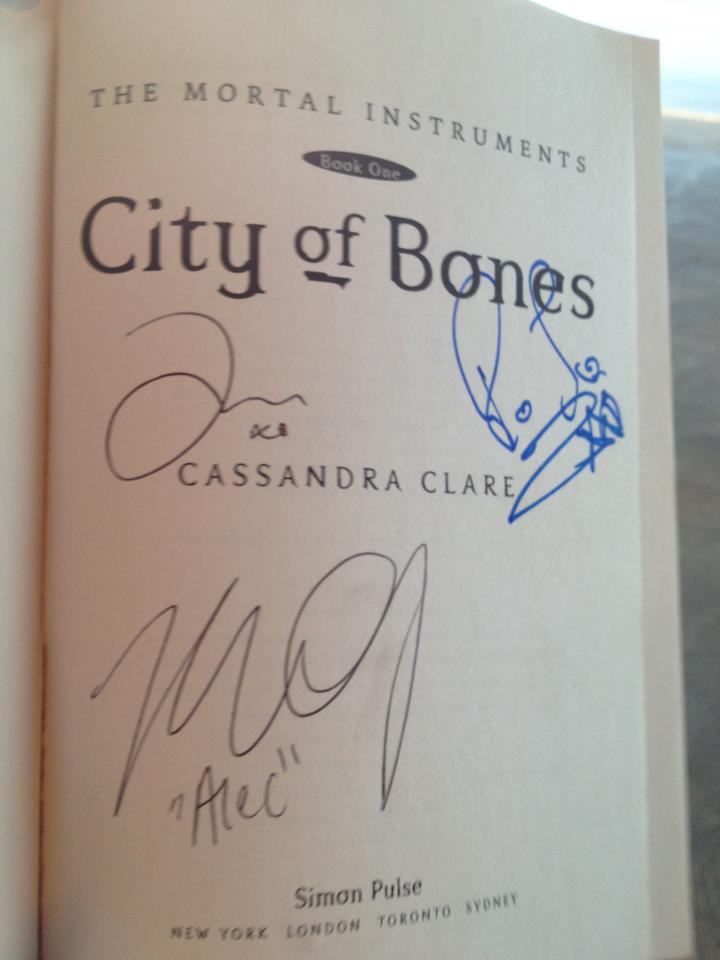 THE MORTAL INSTRUMENTS
Book One
City of Bones
CASSANDRA CLARE
"Alec"
Simon Pulse
NEW YORK LONDON TORONTO SYDNEY